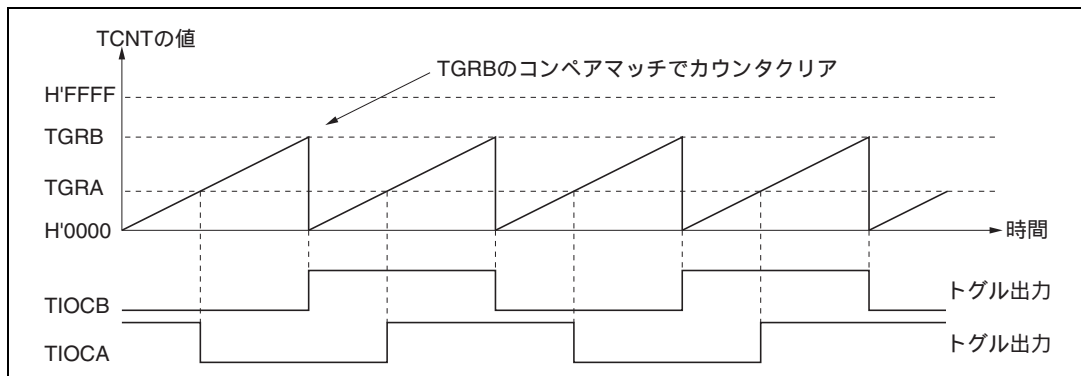 TCNTの値
TGRBのコンペアマッチでカウンタクリア
H'FFFF
TGRB
TGRA
H'0000
時間
TIOCB
トグル出力
TIOCA
トグル出力